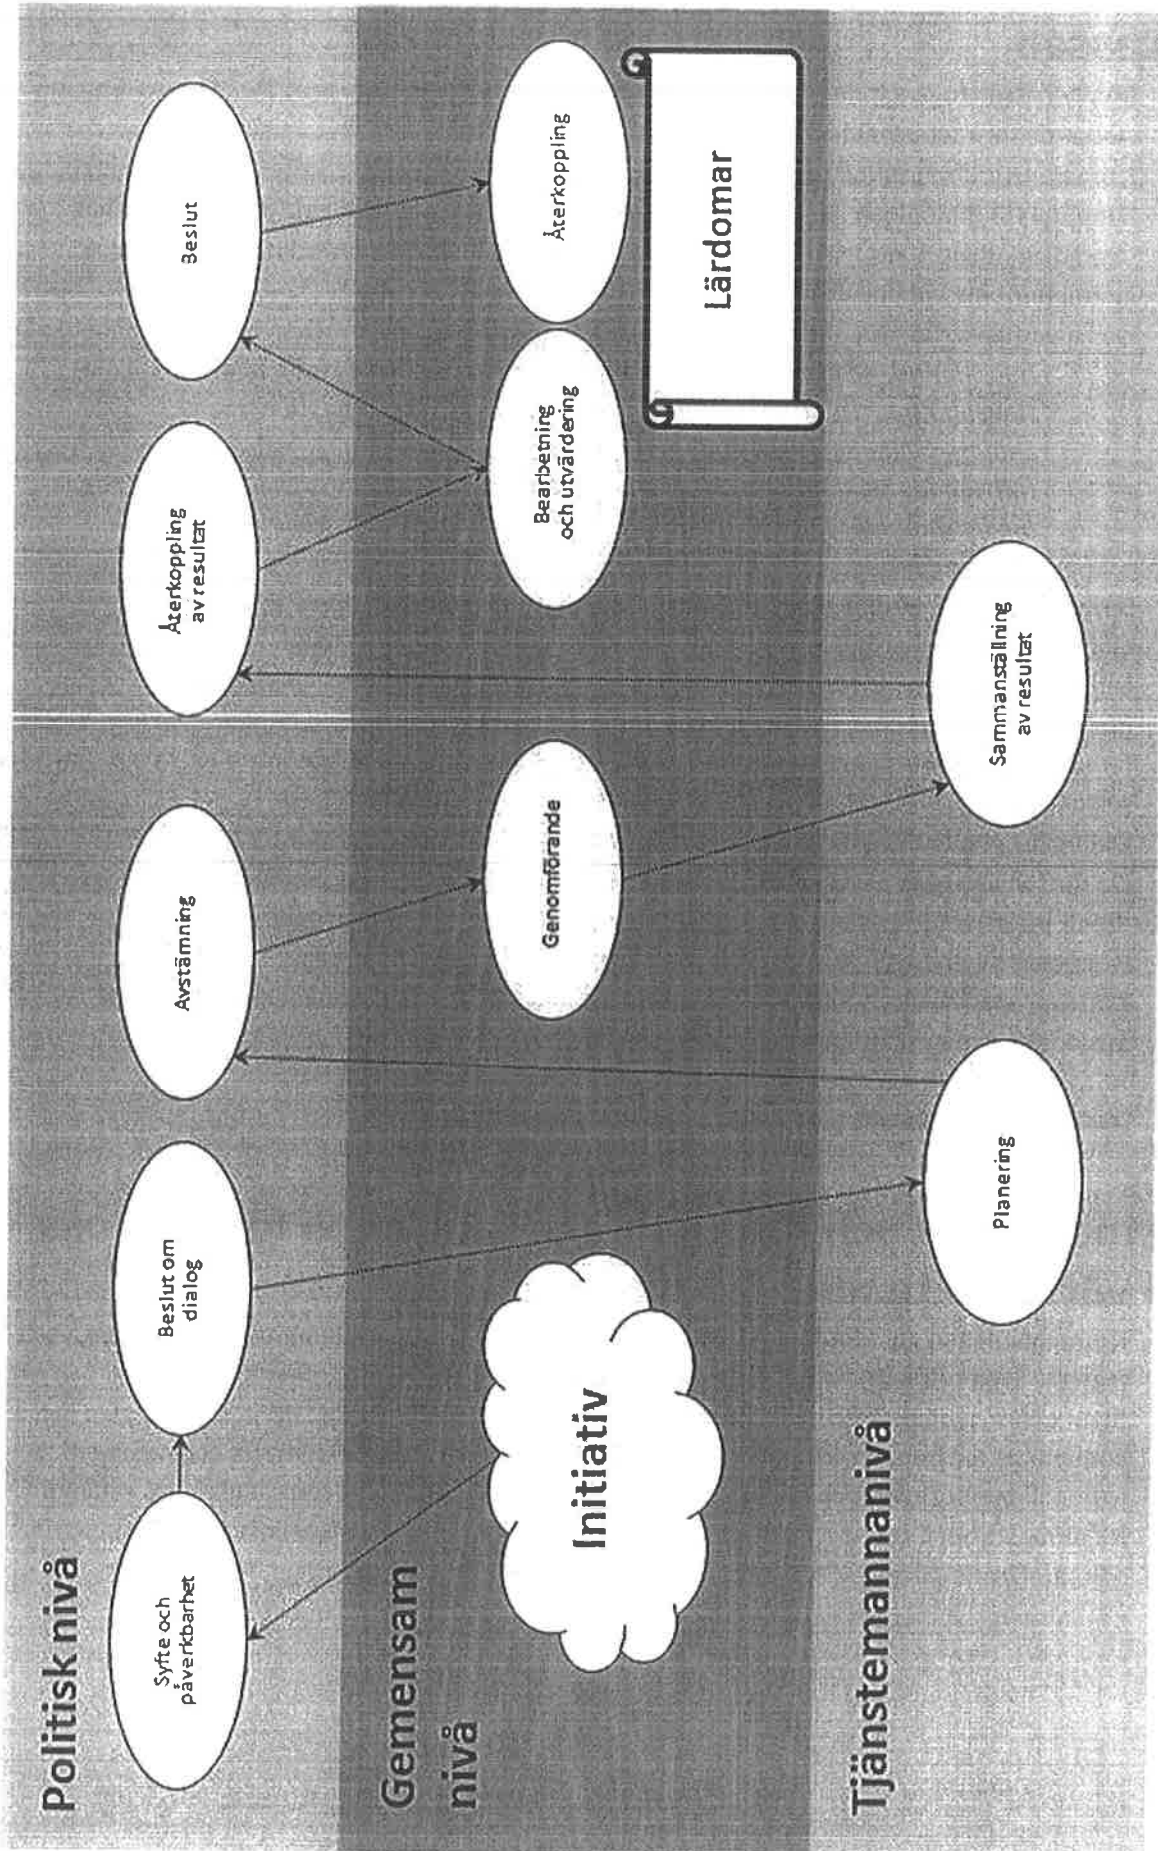 Politisk nivå
Syfte och
påverkbarhet
Beslut om
dialog
Avstämning
Återkoppling
av resultat
Beslut
Gemensam
nivå
Initiativ
Genomförande
Bearbetning
och utvärdering
Återkoppling
Lärdomar
Tjänstemannanivå
Planering
Sammanställning
av resultat